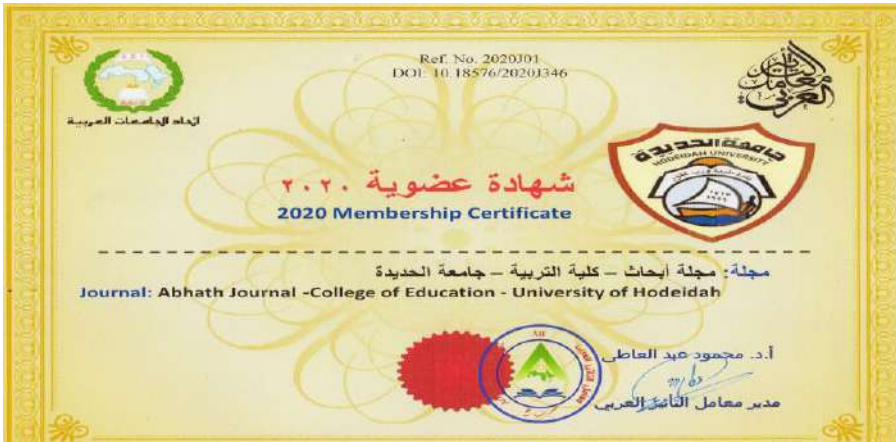 Ref. No. 2020J01
DOI: 10.18576/2020J346
معامل التأثير العربي
اتحاد الجامعات العربية
جامعة الحديدة
HODEIDAH UNIVERSITY
شهادة عضوية ٢٠٢٠
2020 Membership Certificate
مجلة: مجلة أبحاث – كلية التربية – جامعة الحديدة
Journal: Abhath Journal -College of Education - University of Hodeidah
أ.د. محمود عبد العاطى
مدير معامل التأثير العربي